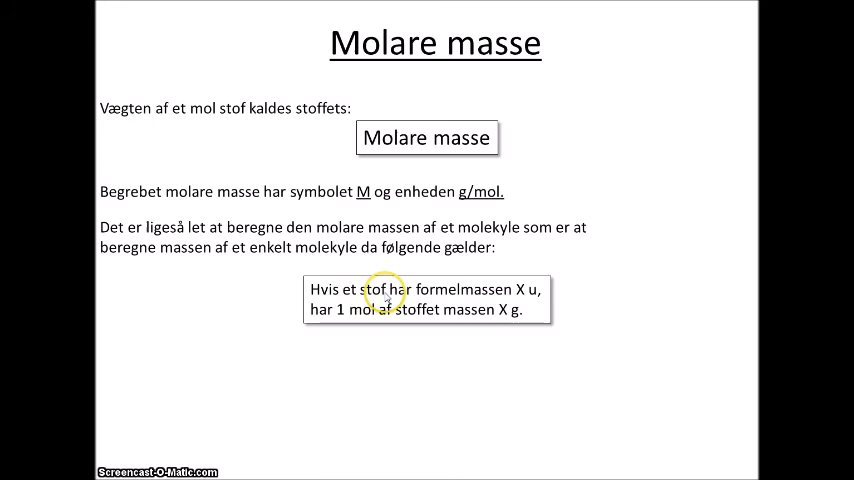 Molare masse
Vægten af et mol stof kaldes stoffets:
Molare masse
Begrebet molare masse har symbolet M og enheden g/mol.
Det er ligeså let at beregne den molare massen af et molekyle som er at
beregne massen af et enkelt molekyle da følgende gælder:
Hvis et stof har formelmassen X u,
har 1 mol af stoffet massen X g.
Screencast-O-Matic.com